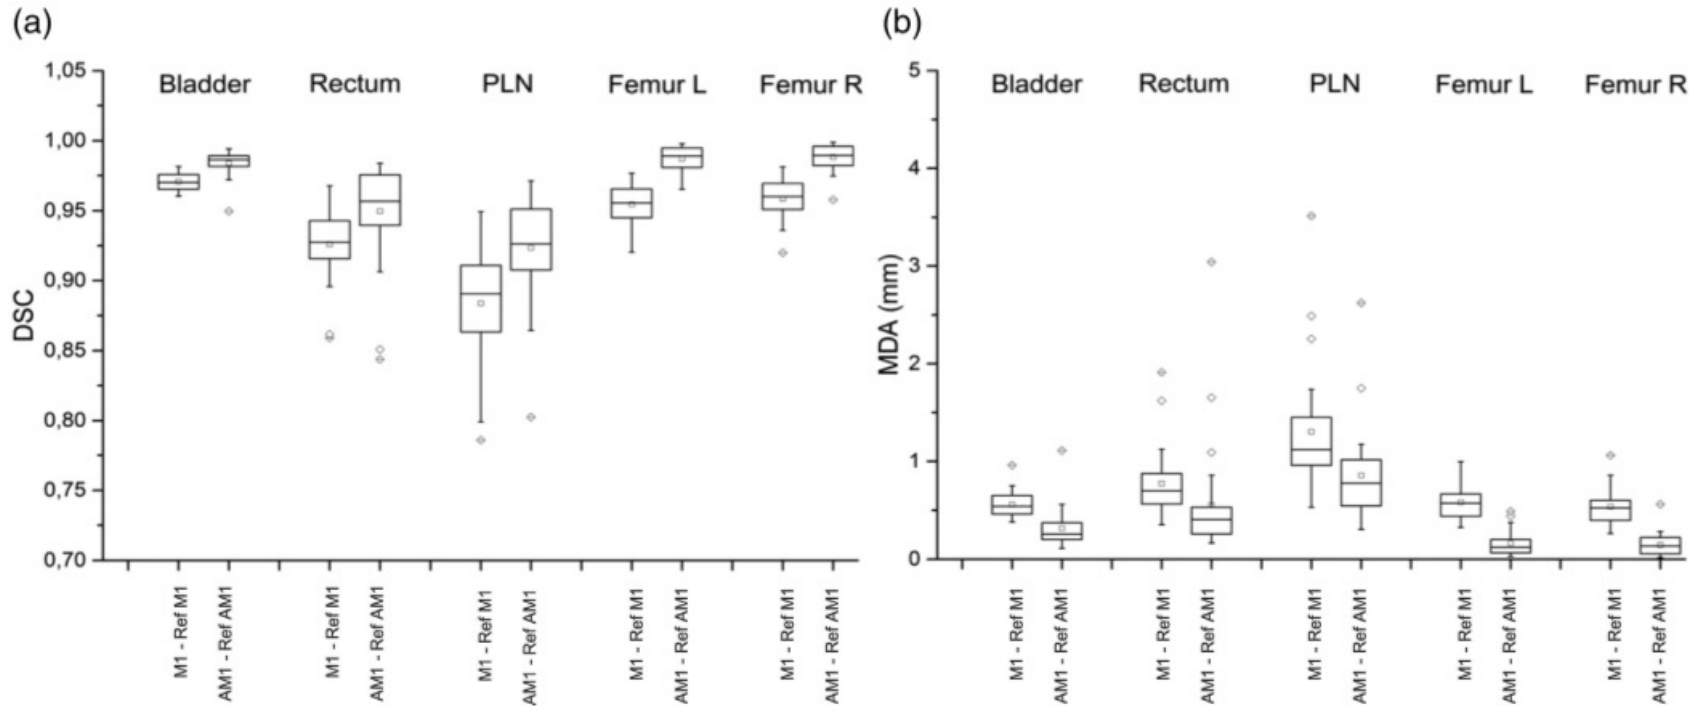 (a)
1,05
Bladder Rectum PLN Femur L Femur R
1,00
0,95
0,90
DSC
0,85
0,80
0,75
0,70
M1 - Ref M1
AM1 - Ref AM1
M1 - Ref M1
AM1 - Ref AM1
M1 - Ref M1
AM1 - Ref AM1
M1 - Ref M1
AM1 - Ref AM1
M1 - Ref M1
AM1 - Ref AM1
(b)
5
Bladder Rectum PLN Femur L Femur R
4
3
MDA (mm)
2
1
0
M1 - Ref M1
AM1 - Ref AM1
M1 - Ref M1
AM1 - Ref AM1
M1 - Ref M1
AM1 - Ref AM1
M1 - Ref M1
AM1 - Ref AM1
M1 - Ref M1
AM1 - Ref AM1